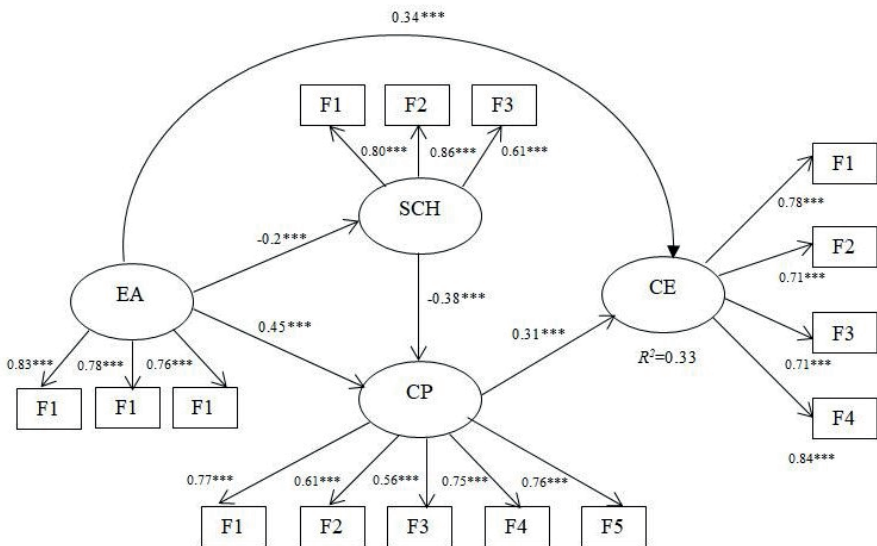 0.34***
F1 F2 F3
0.80*** 0.86*** 0.61***
F1
SCH
0.78***
-0.2***
F2
EA
CE
0.71***
-0.38***
0.45***
0.31***
F3
R²=0.33
0.83*** 0.78*** 0.76***
0.71***
CP
F1 F1 F1
F4
0.84***
0.77*** 0.61*** 0.56*** 0.75*** 0.76***
F1 F2 F3 F4 F5